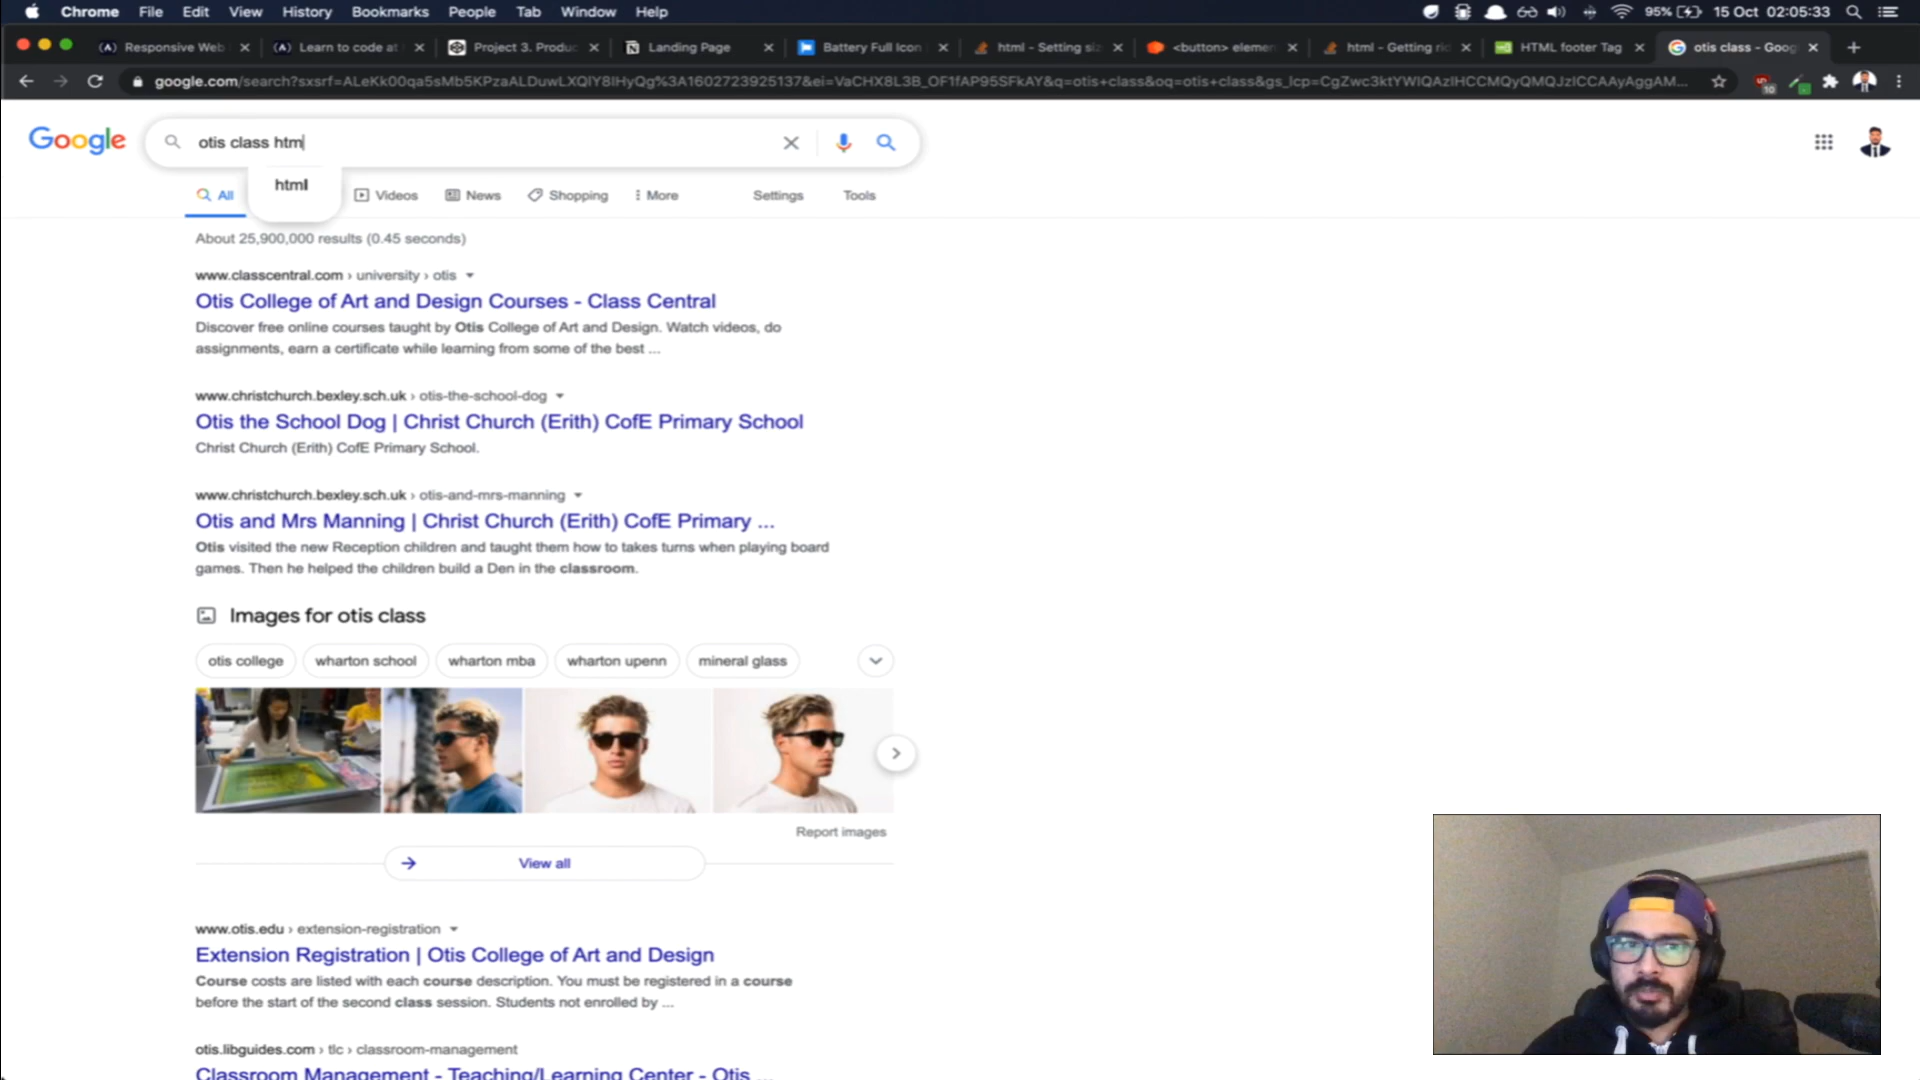 Chrome File Edit View History Bookmarks People Tab Window Help 95% 15 Oct 02:05:33
Responsive Web Learn to code at Project 3. Produc Landing Page Battery Full Icon html - Setting siz <button> elemen html - Getting ric HTML footer Tag otis class - Goog
google.com/search?sxsrf=ALeKk00qa5sMb5KPzaALDuwLXQIY8IHyQg%3A1602723925137&ei=VaCHX8L3B_OF1fAP95SFkAY&q=otis+class&oq=otis+class&gs_lcp=CgZwc3ktYWIQAzIHCCMQyQMQJzICCAAyAggAM...
10
Google otis class htm
html
All Videos News Shopping More Settings Tools
About 25,900,000 results (0.45 seconds)
www.classcentral.com › university › otis
Otis College of Art and Design Courses - Class Central
Discover free online courses taught by Otis College of Art and Design. Watch videos, do
assignments, earn a certificate while learning from some of the best ...
www.christchurch.bexley.sch.uk › otis-the-school-dog
Otis the School Dog | Christ Church (Erith) CofE Primary School
Christ Church (Erith) CofE Primary School.
www.christchurch.bexley.sch.uk › otis-and-mrs-manning
Otis and Mrs Manning | Christ Church (Erith) CofE Primary ...
Otis visited the new Reception children and taught them how to takes turns when playing board
games. Then he helped the children build a Den in the classroom.
Images for otis class
otis college wharton school wharton mba wharton upenn mineral glass
Report images
View all
www.otis.edu › extension-registration
Extension Registration | Otis College of Art and Design
Course costs are listed with each course description. You must be registered in a course
before the start of the second class session. Students not enrolled by ...
otis.libguides.com › tlc › classroom-management
Classroom Management - Teaching/Learning Center - Otis ...